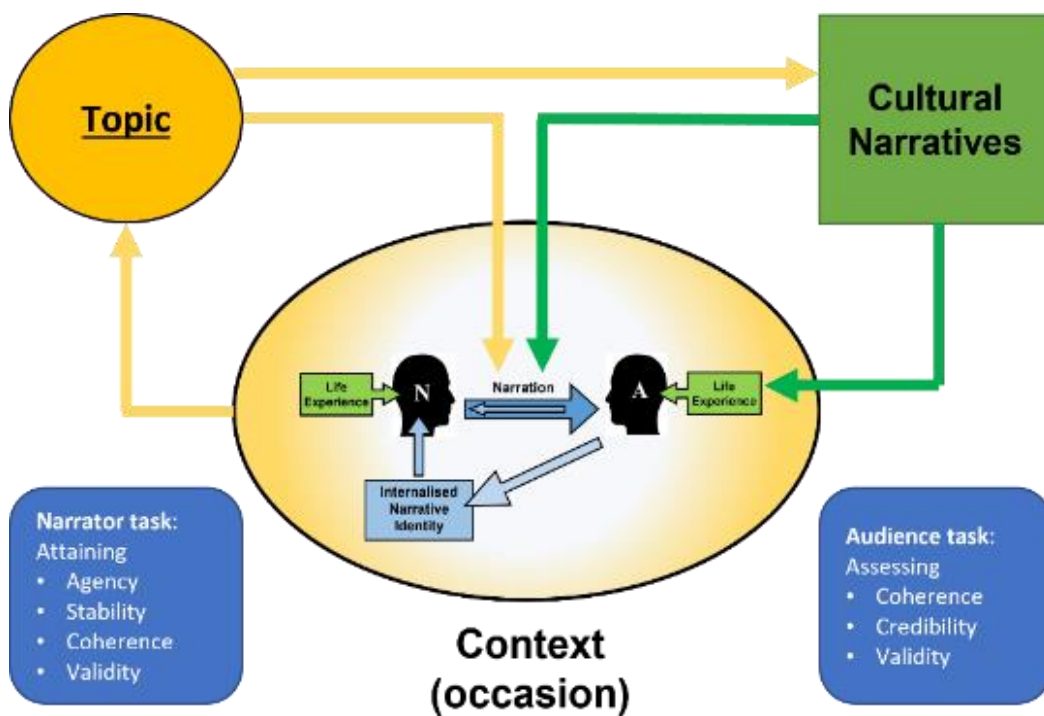 Topic
Cultural
Narratives
Life
Experience
N
Narration
A
Life
Experience
Internalised
Narrative
Identity
Narrator task:
Attaining
• Agency
• Stability
• Coherence
• Validity
Audience task:
Assessing
• Coherence
• Credibility
• Validity
Context
(occasion)